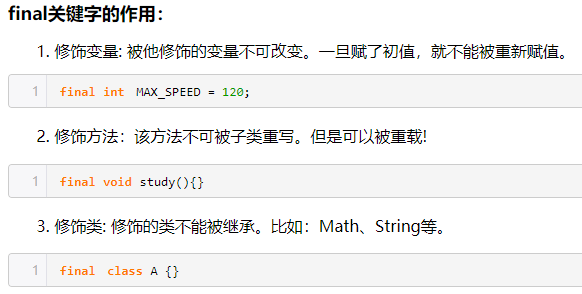 final关键字的作用：
1. 修饰变量: 被他修饰的变量不可改变。一旦赋了初值，就不能被重新赋值。
1 final int MAX_SPEED = 120;
2. 修饰方法：该方法不可被子类重写。但是可以被重载!
1 final void study(){}
3. 修饰类: 修饰的类不能被继承。比如：Math、String等。
1 final class A {}